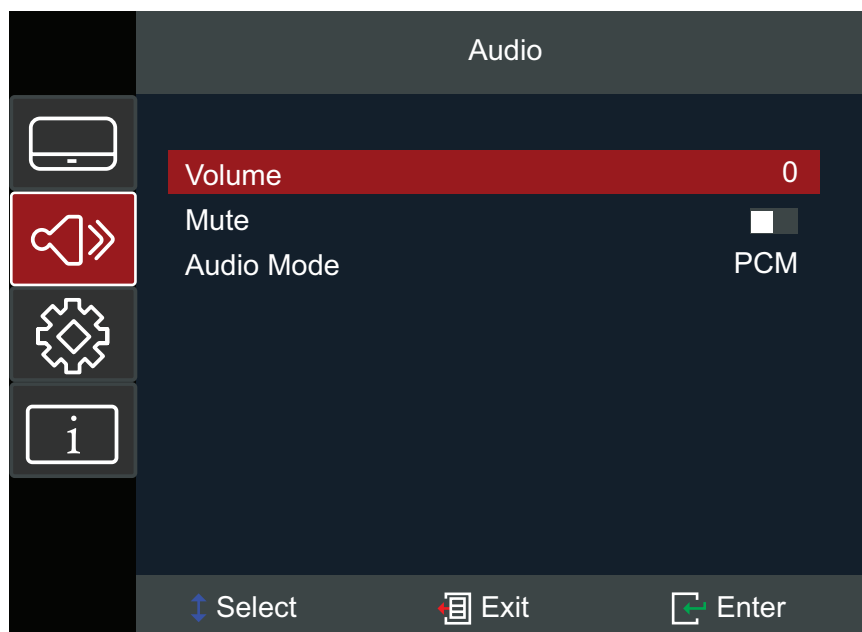 Audio
Volume 0
Mute
Audio Mode PCM
i
Select Exit Enter